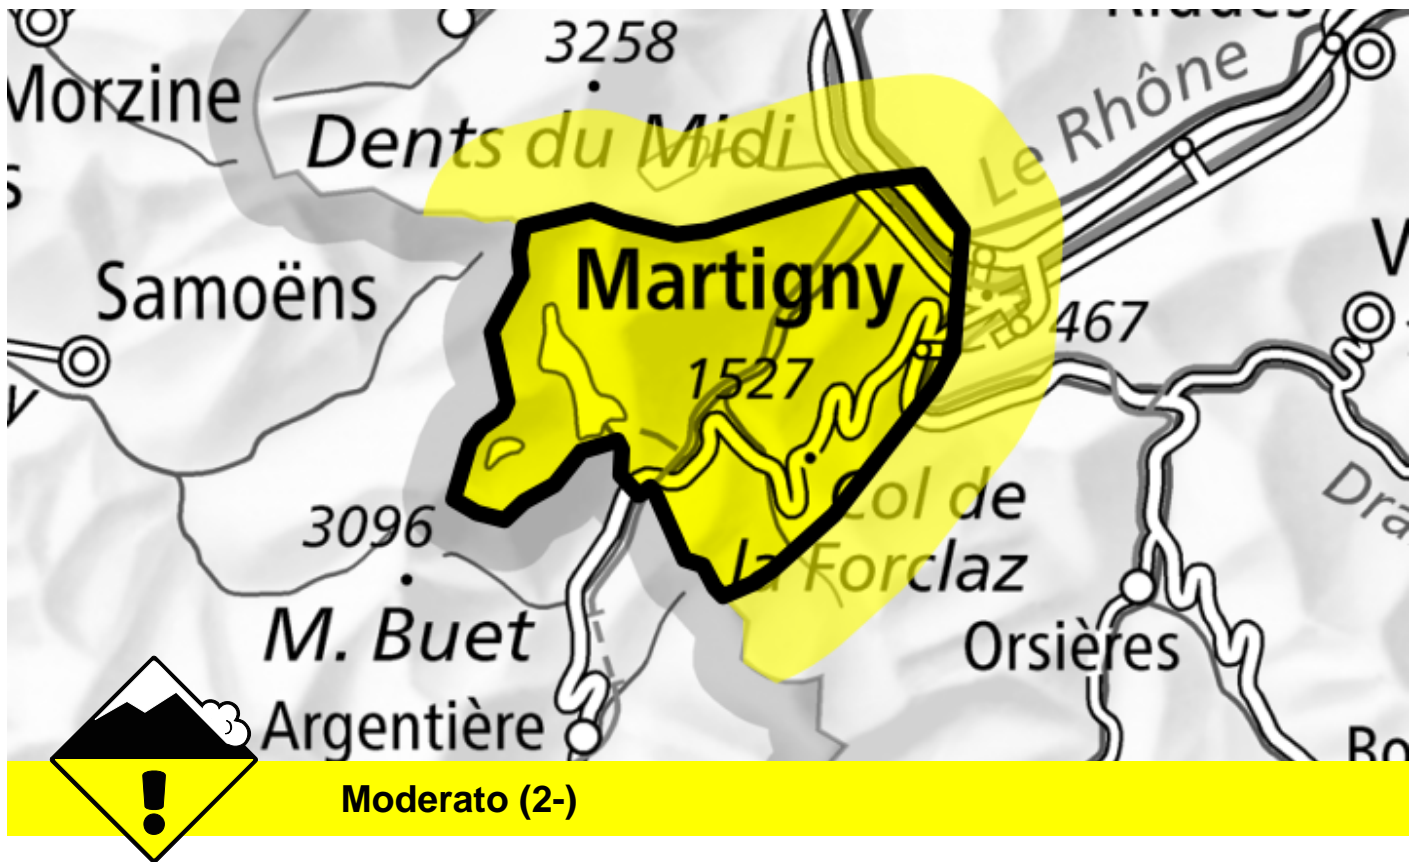 3258
Morzine
Dents du Midi
Le Rhône
Martigny
Samoëns
467
1527
Col de
la Forclaz
3096
M. Buet
Orsières
Argentière
Moderato (2-)